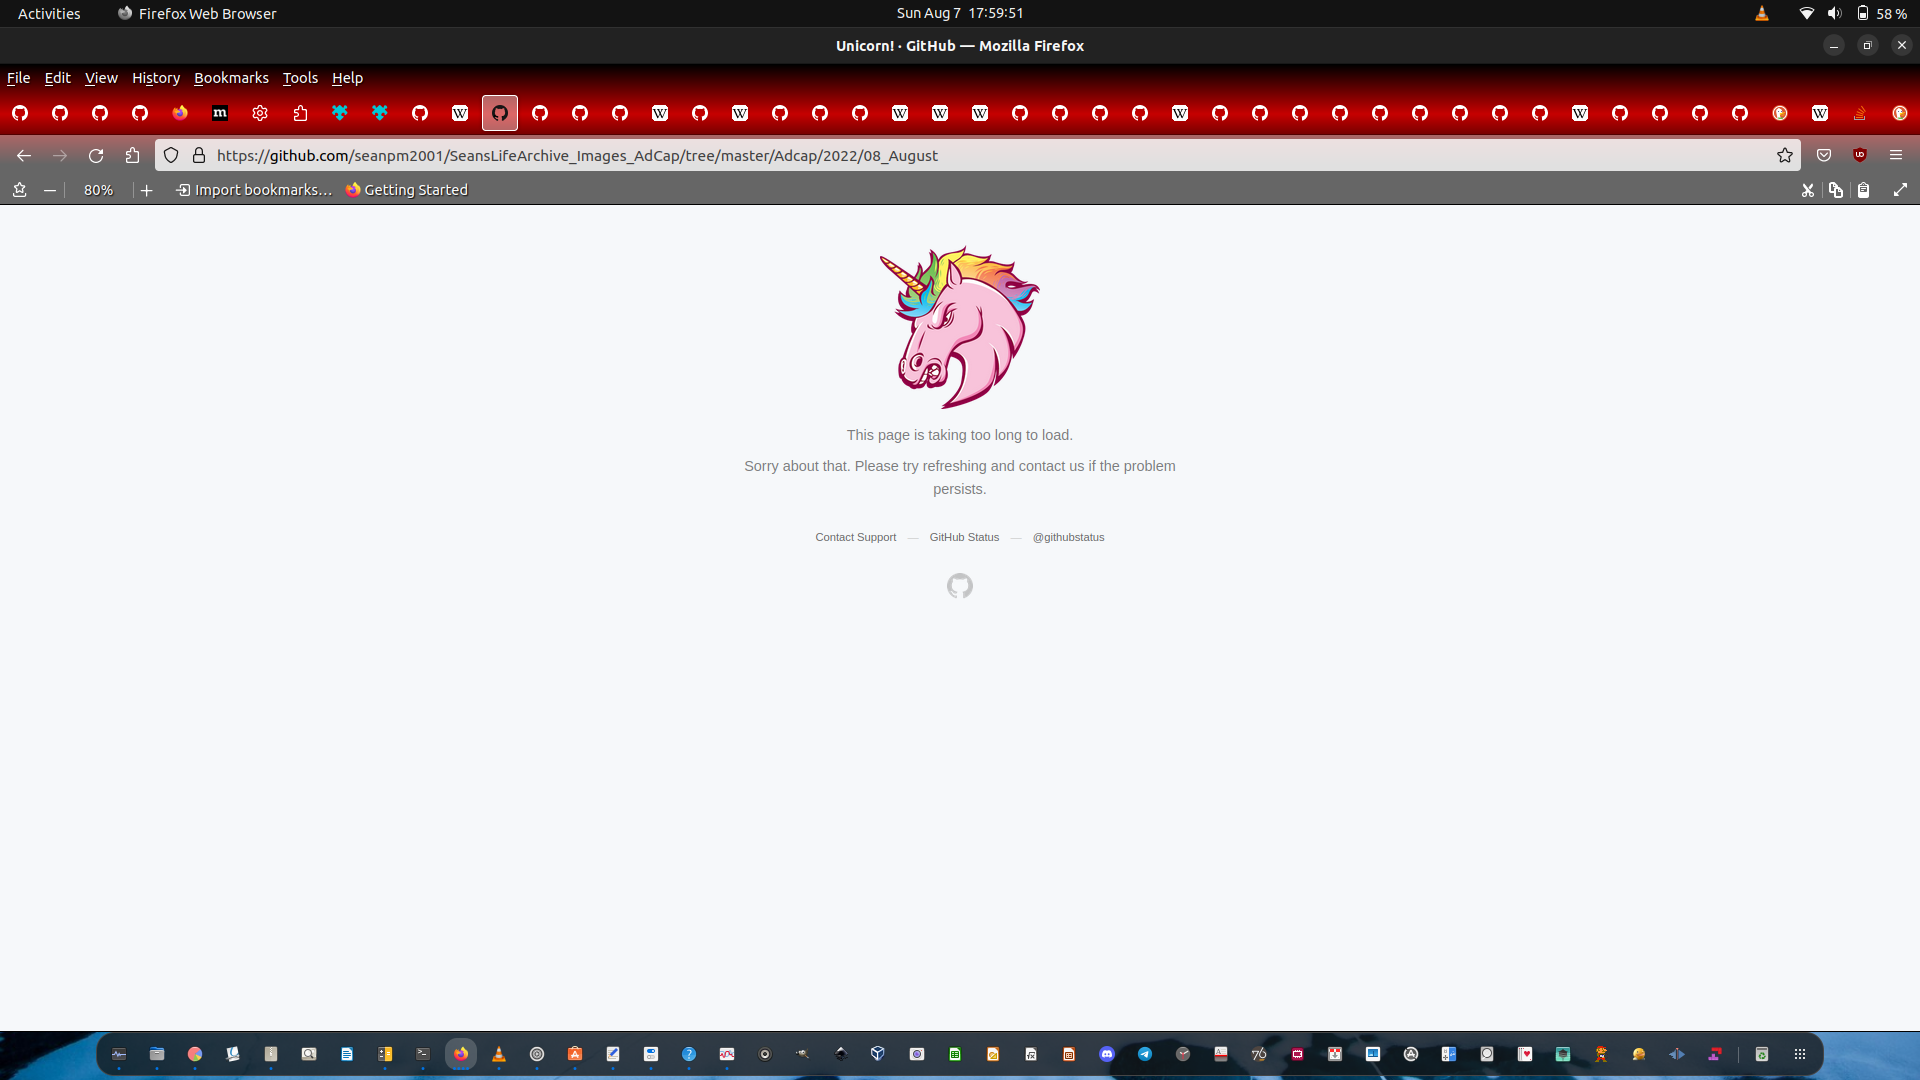 Activities
Firefox Web Browser
Sun Aug 7 17:59:51
58 %
Unicorn! · GitHub — Mozilla Firefox
File Edit View History Bookmarks Tools Help
https://github.com/seanpm2001/SeansLifeArchive_Images_AdCap/tree/master/Adcap/2022/08_August
80%
Import bookmarks…
Getting Started
This page is taking too long to load.
Sorry about that. Please try refreshing and contact us if the problem
persists.
Contact Support — GitHub Status — @githubstatus